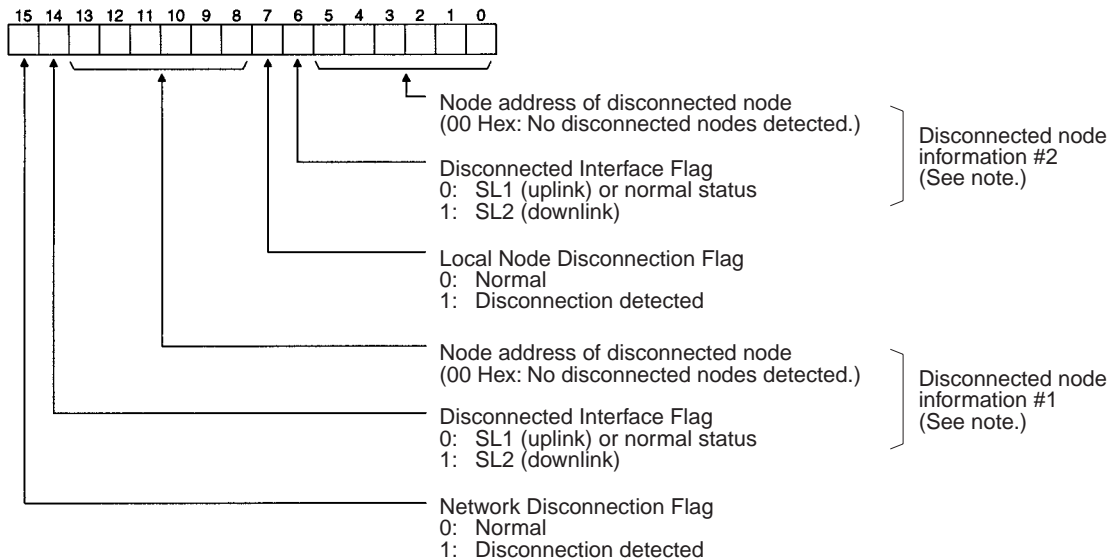 15 14 13 12 11 10 9 8 7 6 5 4 3 2 1 0
Node address of disconnected node
(00 Hex: No disconnected nodes detected.)
Disconnected Interface Flag
0: SL1 (uplink) or normal status
1: SL2 (downlink)
Disconnected node
information #2
(See note.)
Local Node Disconnection Flag
0: Normal
1: Disconnection detected
Node address of disconnected node
(00 Hex: No disconnected nodes detected.)
Disconnected Interface Flag
0: SL1 (uplink) or normal status
1: SL2 (downlink)
Disconnected node
information #1
(See note.)
Network Disconnection Flag
0: Normal
1: Disconnection detected